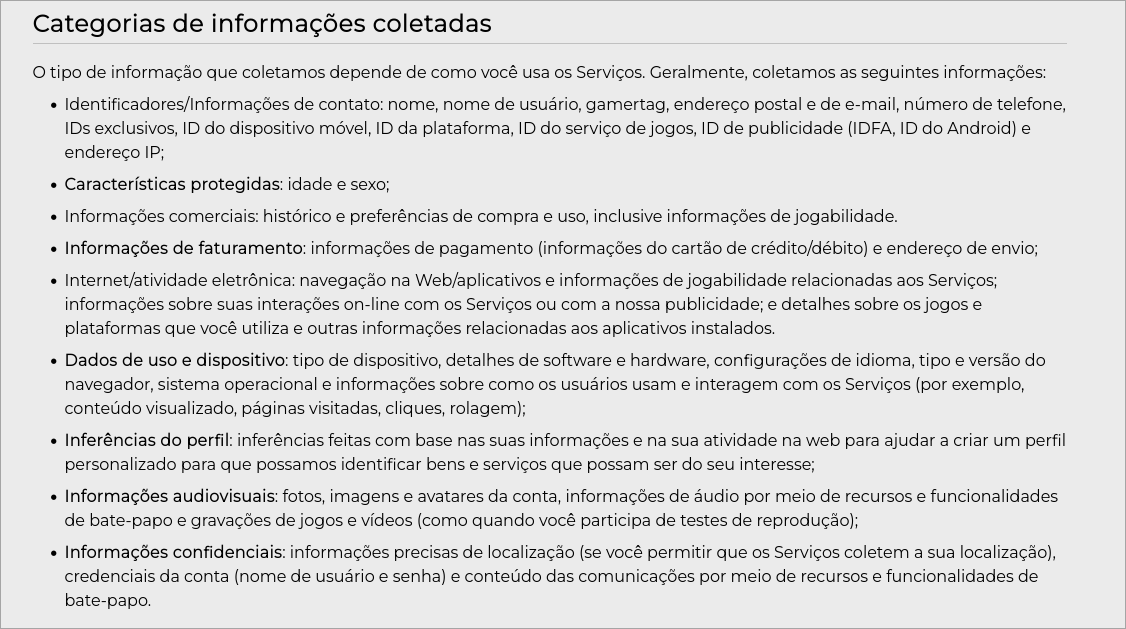 Categorias de informações coletadas
O tipo de informação que coletamos depende de como você usa os Serviços. Geralmente, coletamos as seguintes informações:
• Identificadores/Informações de contato: nome, nome de usuário, gamertag, endereço postal e de e-mail, número de telefone,
IDs exclusivos, ID do dispositivo móvel, ID da plataforma, ID do serviço de jogos, ID de publicidade (IDFA, ID do Android) e
endereço IP;
• Características protegidas: idade e sexo;
• Informações comerciais: histórico e preferências de compra e uso, inclusive informações de jogabilidade.
• Informações de faturamento: informações de pagamento (informações do cartão de crédito/débito) e endereço de envio;
• Internet/atividade eletrônica: navegação na Web/aplicativos e informações de jogabilidade relacionadas aos Serviços;
informações sobre suas interações on-line com os Serviços ou com a nossa publicidade; e detalhes sobre os jogos e
plataformas que você utiliza e outras informações relacionadas aos aplicativos instalados.
• Dados de uso e dispositivo: tipo de dispositivo, detalhes de software e hardware, configurações de idioma, tipo e versão do
navegador, sistema operacional e informações sobre como os usuários usam e interagem com os Serviços (por exemplo,
conteúdo visualizado, páginas visitadas, cliques, rolagem);
• Inferências do perfil: inferências feitas com base nas suas informações e na sua atividade na web para ajudar a criar um perfil
personalizado para que possamos identificar bens e serviços que possam ser do seu interesse;
• Informações audiovisuais: fotos, imagens e avatares da conta, informações de áudio por meio de recursos e funcionalidades
de bate-papo e gravações de jogos e vídeos (como quando você participa de testes de reprodução);
• Informações confidenciais: informações precisas de localização (se você permitir que os Serviços coletem a sua localização),
credenciais da conta (nome de usuário e senha) e conteúdo das comunicações por meio de recursos e funcionalidades de
bate-papo.